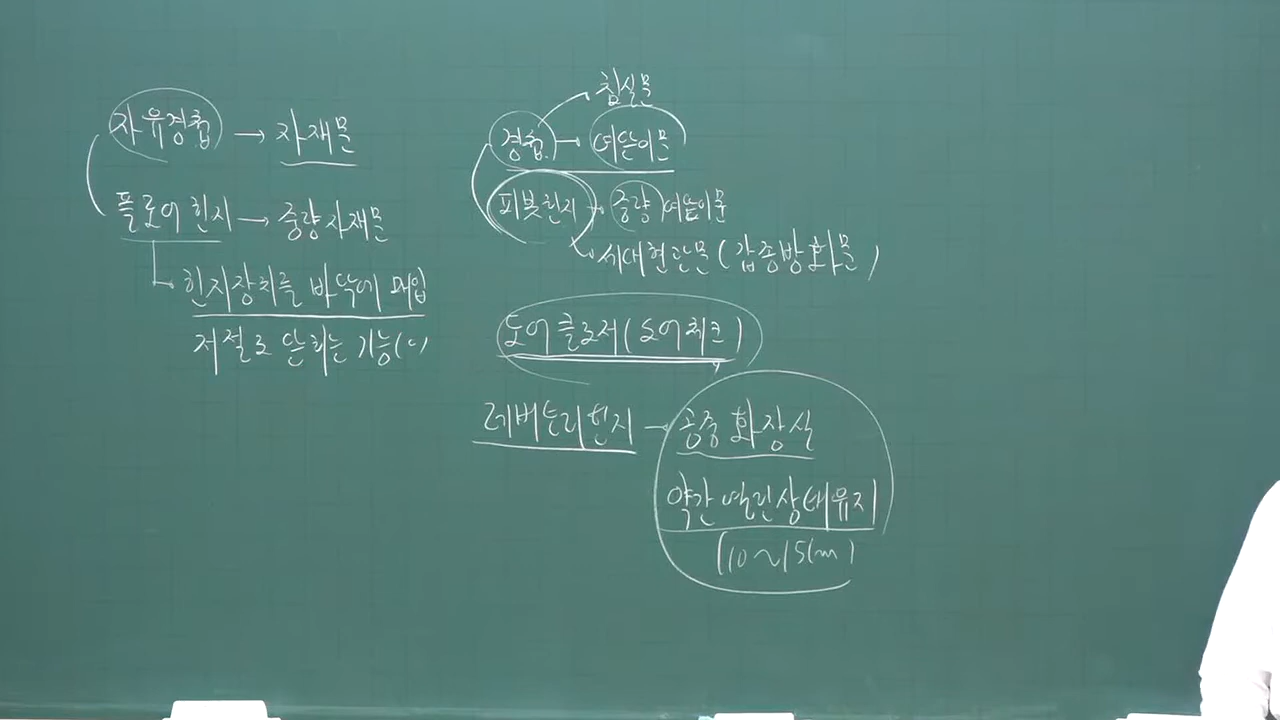 자유경첩 → 자재문
플로어힌지 → 중량자재문
힌지장치를 바닥에 매입
저절로 닫히는 기능(○)
침실문
경첩 → 여닫이문
피봇힌지 → 중량 여닫이문
세대현관문 (갑종방화문)
도어클로저 (도어체크)
레버토리힌지 → 공중화장실
약간 열린상태유지
(10~15cm)